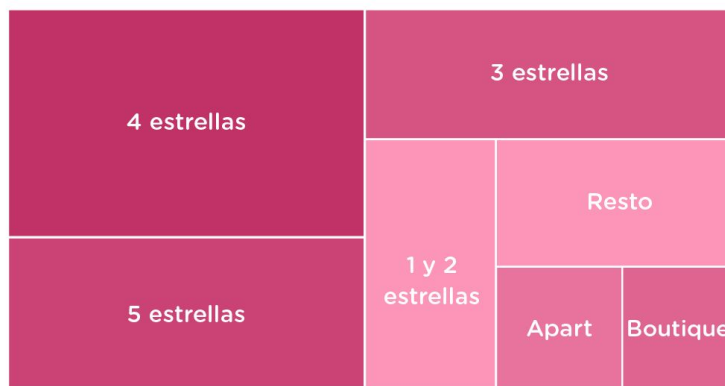 4 estrellas
3 estrellas
5 estrellas
1 y 2
estrellas
Resto
Apart
Boutique